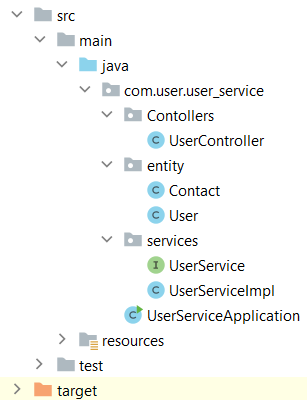 src
main
java
com.user.user_service
Contollers
C UserController
entity
C Contact
C User
services
I UserService
C UserServiceImpl
C UserServiceApplication
resources
test
target